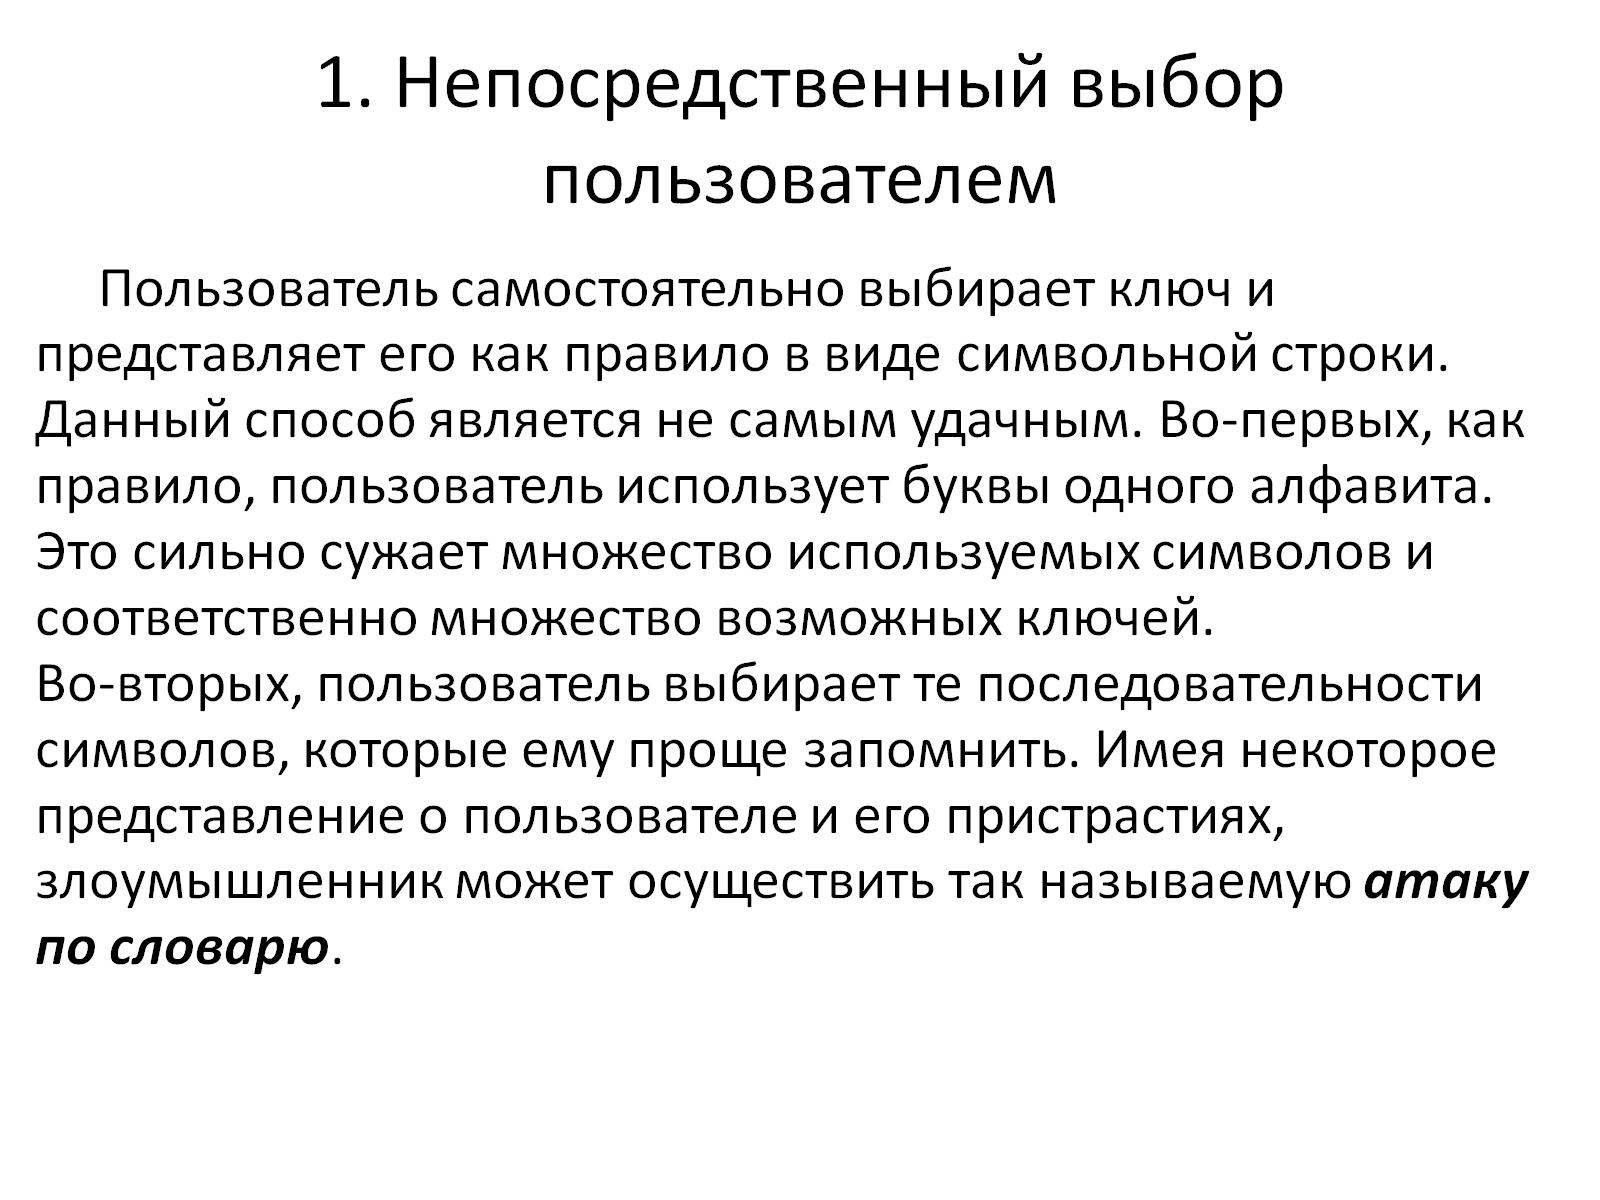 1. Непосредственный выбор
пользователем
Пользователь самостоятельно выбирает ключ и
представляет его как правило в виде символьной строки.
Данный способ является не самым удачным. Во-первых, как
правило, пользователь использует буквы одного алфавита.
Это сильно сужает множество используемых символов и
соответственно множество возможных ключей.
Во-вторых, пользователь выбирает те последовательности
символов, которые ему проще запомнить. Имея некоторое
представление о пользователе и его пристрастиях,
злоумышленник может осуществить так называемую атаку
по словарю.